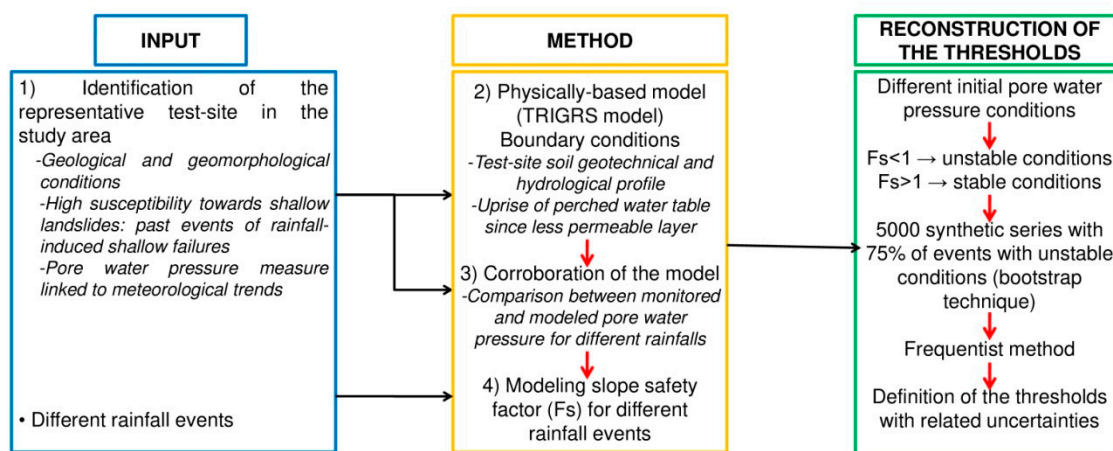 INPUT
1) Identification of the
representative test-site in the
study area
-Geological and geomorphological
conditions
-High susceptibility towards shallow
landslides: past events of rainfall-
induced shallow failures
-Pore water pressure measure
linked to meteorological trends
• Different rainfall events
METHOD
2) Physically-based model
(TRIGRS model)
Boundary conditions
-Test-site soil geotechnical and
hydrological profile
-Uprise of perched water table
since less permeable layer
3) Corroboration of the model
-Comparison between monitored
and modeled pore water
pressure for different rainfalls
4) Modeling slope safety
factor (Fs) for different
rainfall events
RECONSTRUCTION OF
THE THRESHOLDS
Different initial pore water
pressure conditions
Fs<1 → unstable conditions
Fs>1 → stable conditions
5000 synthetic series with
75% of events with unstable
conditions (bootstrap
technique)
Frequentist method
Definition of the thresholds
with related uncertainties